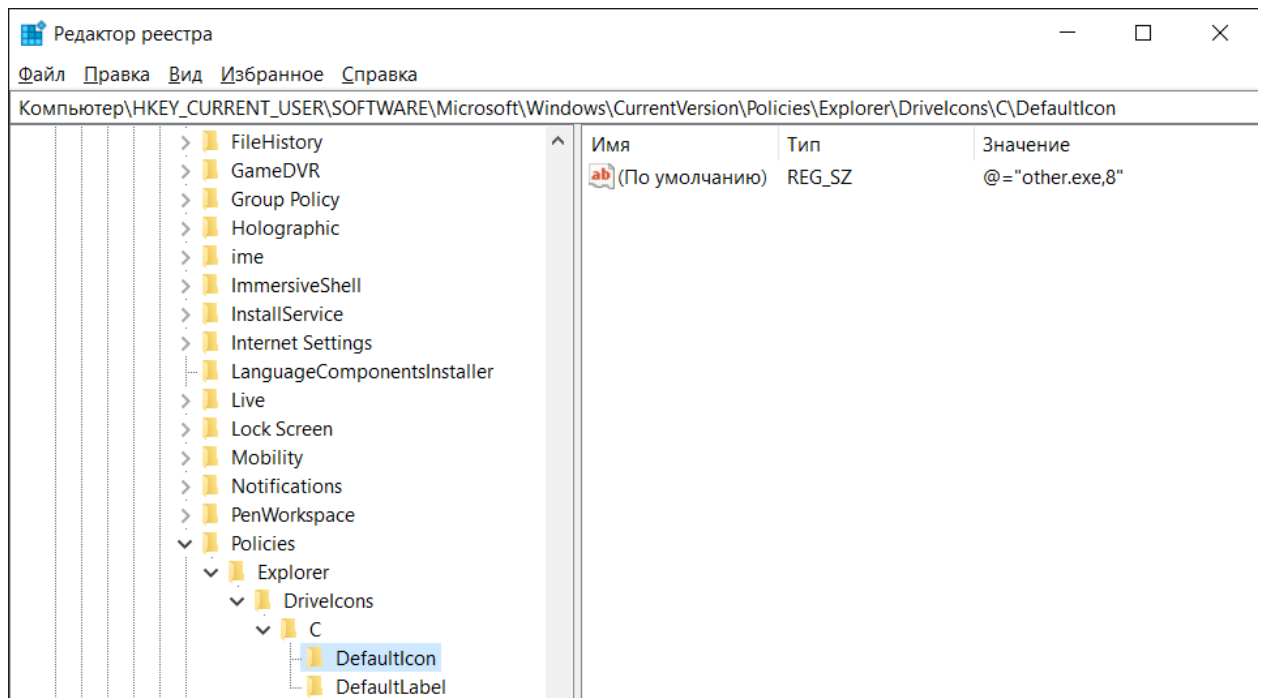 Редактор реестра
Файл Правка Вид Избранное Справка
Компьютер\HKEY_CURRENT_USER\SOFTWARE\Microsoft\Windows\CurrentVersion\Policies\Explorer\DriveIcons\C\DefaultIcon
FileHistory
GameDVR
Group Policy
Holographic
ime
ImmersiveShell
InstallService
Internet Settings
LanguageComponentsInstaller
Live
Lock Screen
Mobility
Notifications
PenWorkspace
Policies
Explorer
DriveIcons
C
DefaultIcon
DefaultLabel
Имя Тип Значение
ab (По умолчанию) REG_SZ @="other.exe,8"